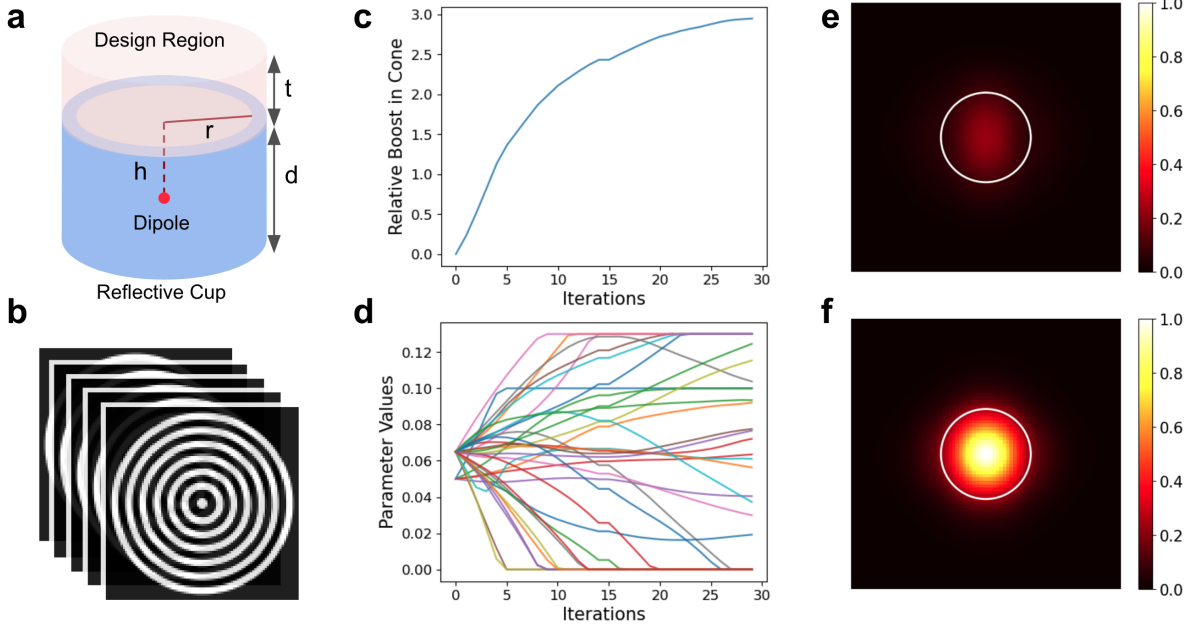 a
Design Region
t
r
h
d
Dipole
Reflective Cup
b
c
Relative Boost in Cone
3.0
2.5
2.0
1.5
1.0
0.5
0.0
0
5
10
15
20
25
30
Iterations
d
Parameter Values
0.12
0.10
0.08
0.06
0.04
0.02
0.00
0
5
10
15
20
25
30
Iterations
e
1.0
0.8
0.6
0.4
0.2
0.0
f
1.0
0.8
0.6
0.4
0.2
0.0